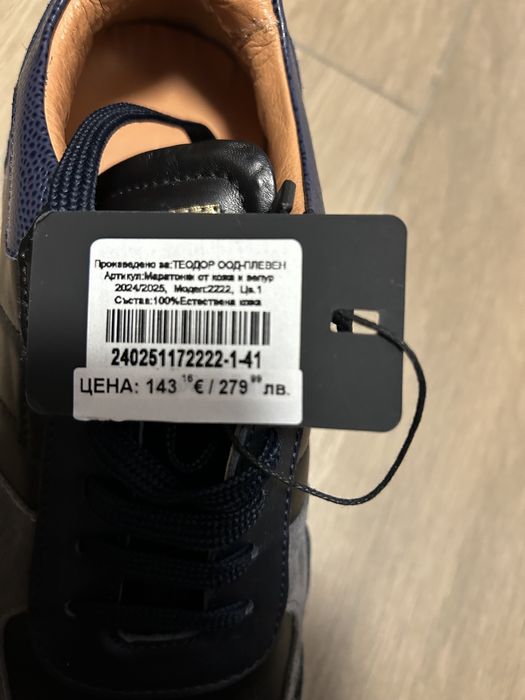 Произведено за:ТЕОДОР ООД-ПЛЕВЕН
Артикул:Маратонки от кожа и велур
2024/2025, Модел:2222, Цв.1
Състав:100%Естествена кожа
240251172222-1-41
ЦЕНА: 143 16 € / 279 99 лв.